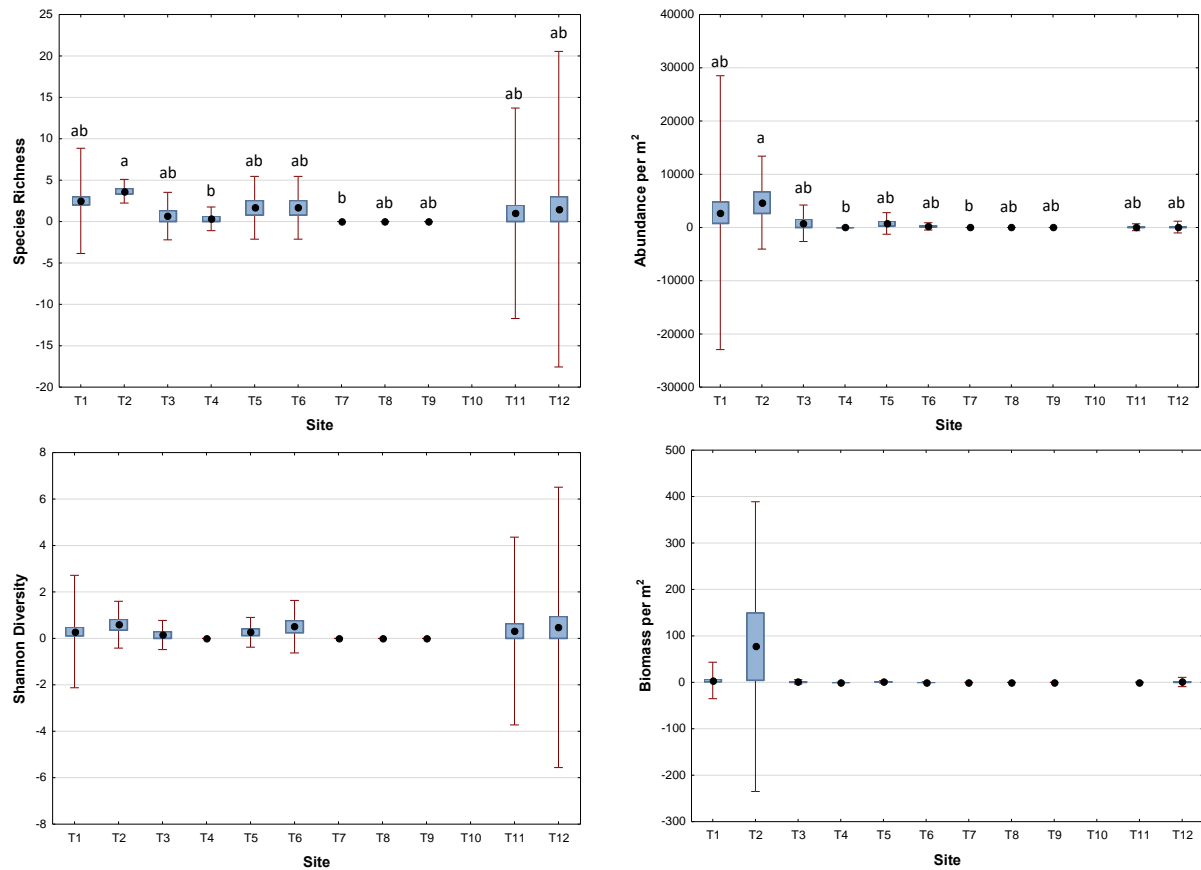 25
20
15
10
5
0
-5
-10
-15
-20
Species Richness
ab
a
ab
b
ab
ab
b
ab
ab
ab
ab
T1 T2 T3 T4 T5 T6 T7 T8 T9 T10 T11 T12
Site
40000
30000
20000
10000
0
-10000
-20000
-30000
Abundance per m²
ab
a
ab
b
ab
ab
b
ab
ab
ab
ab
T1 T2 T3 T4 T5 T6 T7 T8 T9 T10 T11 T12
Site
8
6
4
2
0
-2
-4
-6
-8
Shannon Diversity
T1 T2 T3 T4 T5 T6 T7 T8 T9 T10 T11 T12
Site
500
400
300
200
100
0
-100
-200
-300
Biomass per m²
T1 T2 T3 T4 T5 T6 T7 T8 T9 T10 T11 T12
Site